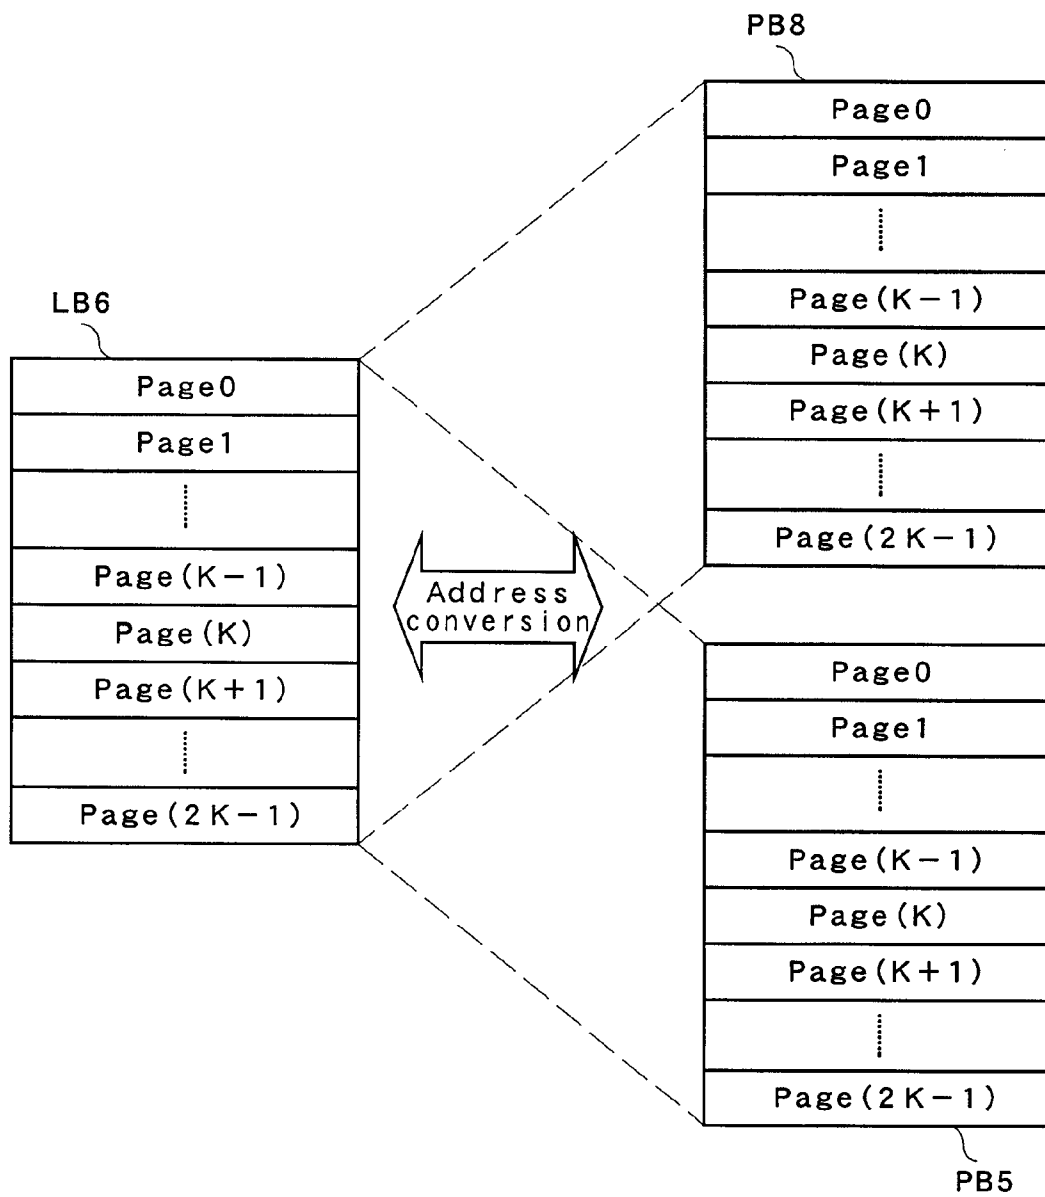 PB8
Page0
Page1
Page(K-1)
Page(K)
Page(K+1)
Page(2K-1)
LB6
Page0
Page1
Page(K-1)
Page(K)
Page(K+1)
Page(2K-1)
Address
conversion
Page0
Page1
Page(K-1)
Page(K)
Page(K+1)
Page(2K-1)
PB5